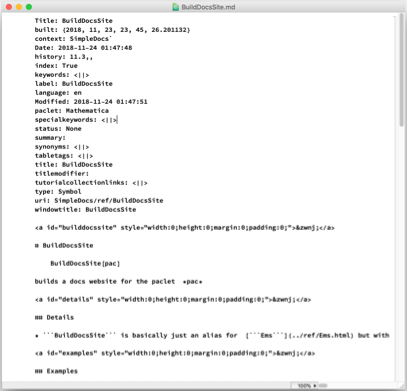 BuildDocsSite.md
Title: BuildDocsSite
built: {2018, 11, 23, 23, 45, 26.201132}
context: SimpleDocs`
Date: 2018-11-24 01:47:48
history: 11.3,,
index: True
keywords: <||>
label: BuildDocsSite
language: en
Modified: 2018-11-24 01:47:51
paclet: Mathematica
specialkeywords: <||>
status: None
summary:
synonyms: <||>
tabletags: <||>
title: BuildDocsSite
titlemodifier:
tutorialcollectionlinks: <||>
type: Symbol
uri: SimpleDocs/ref/BuildDocsSite
windowtitle: BuildDocsSite
<a id="builddocssite" style="width:0;height:0;margin:0;padding:0;">&zwnj;</a>
# BuildDocsSite
BuildDocsSite[pac]
builds a docs website for the paclet *pac*
<a id="details" style="width:0;height:0;margin:0;padding:0;">&zwnj;</a>
## Details
* ```BuildDocsSite``` is basically just an alias for [```Ems```](../ref/Ems.html) but with
<a id="examples" style="width:0;height:0;margin:0;padding:0;">&zwnj;</a>
## Examples
100%